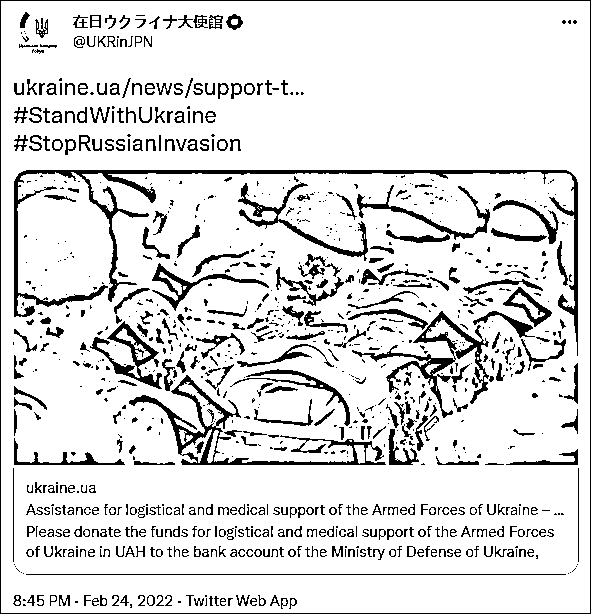 在日ウクライナ大使館
@UKRinJPN
ukraine.ua/news/support-t...
#StandWithUkraine
#StopRussianInvasion
ukraine.ua
Assistance for logistical and medical support of the Armed Forces of Ukraine – ...
Please donate the funds for logistical and medical support of the Armed Forces
of Ukraine in UAH to the bank account of the Ministry of Defense of Ukraine,
8:45 PM · Feb 24, 2022 · Twitter Web App